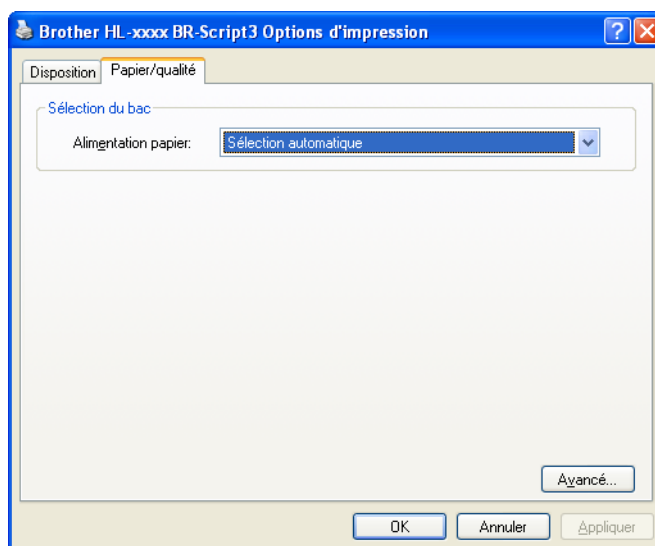 Brother HL-xxxx BR-Script3 Options d'impression
Disposition
Papier/qualité
Sélection du bac
Alimentation papier:
Sélection automatique
Avancé...
OK
Annuler
Appliquer